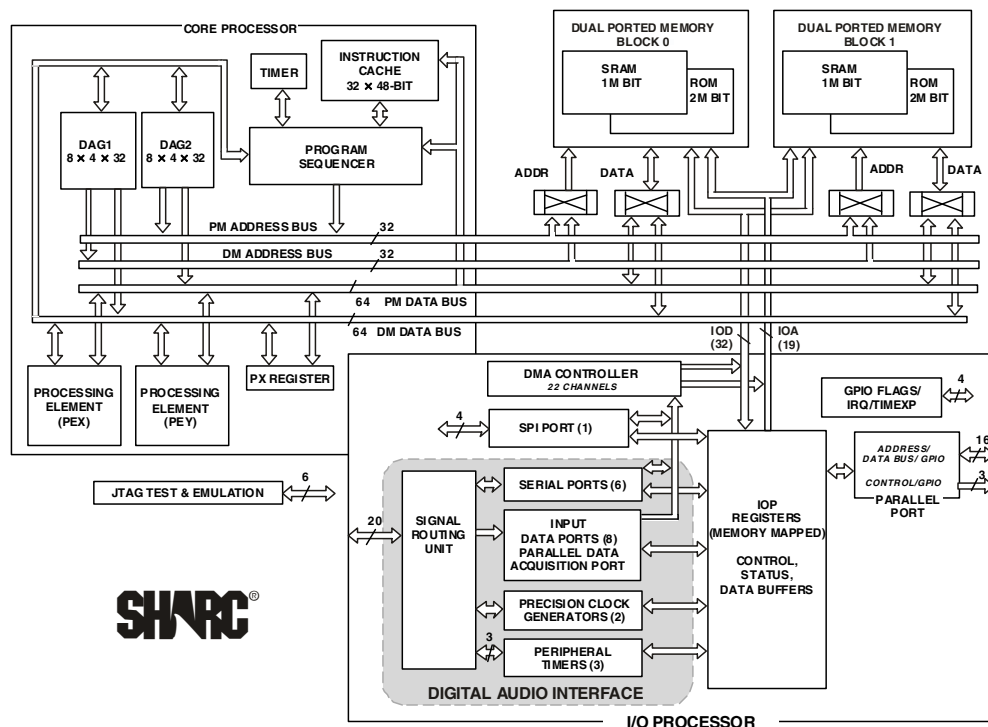 CORE PROCESSOR
TIMER
INSTRUCTION
CACHE
32 × 48-BIT
DAG1
8 × 4 × 32
DAG2
8 × 4 × 32
PROGRAM
SEQUENCER
DUAL PORTED MEMORY
BLOCK 0
SRAM
1M BIT
ROM
2M BIT
DUAL PORTED MEMORY
BLOCK 1
SRAM
1M BIT
ROM
2M BIT
ADDR
DATA
ADDR
DATA
PM ADDRESS BUS
32
DM ADDRESS BUS
32
64
PM DATA BUS
64
DM DATA BUS
IOD
(32)
IOA
(19)
PROCESSING
ELEMENT
(PEX)
PROCESSING
ELEMENT
(PEY)
PX REGISTER
JTAG TEST & EMULATION
6
DMA CONTROLLER
22 CHANNELS
4
SPI PORT (1)
SERIAL PORTS (6)
20
SIGNAL
ROUTING
UNIT
INPUT
DATA PORTS (8)
PARALLEL DATA
ACQUISITION PORT
PRECISION CLOCK
GENERATORS (2)
3
PERIPHERAL
TIMERS (3)
DIGITAL AUDIO INTERFACE
IOP
REGISTERS
(MEMORY MAPPED)
CONTROL,
STATUS,
DATA BUFFERS
GPIO FLAGS/
IRQ/TIMEXP
4
ADDRESS/
DATA BUS/ GPIO
CONTROL/GPIO
PARALLEL
PORT
16
3
I/O PROCESSOR
SHARC®